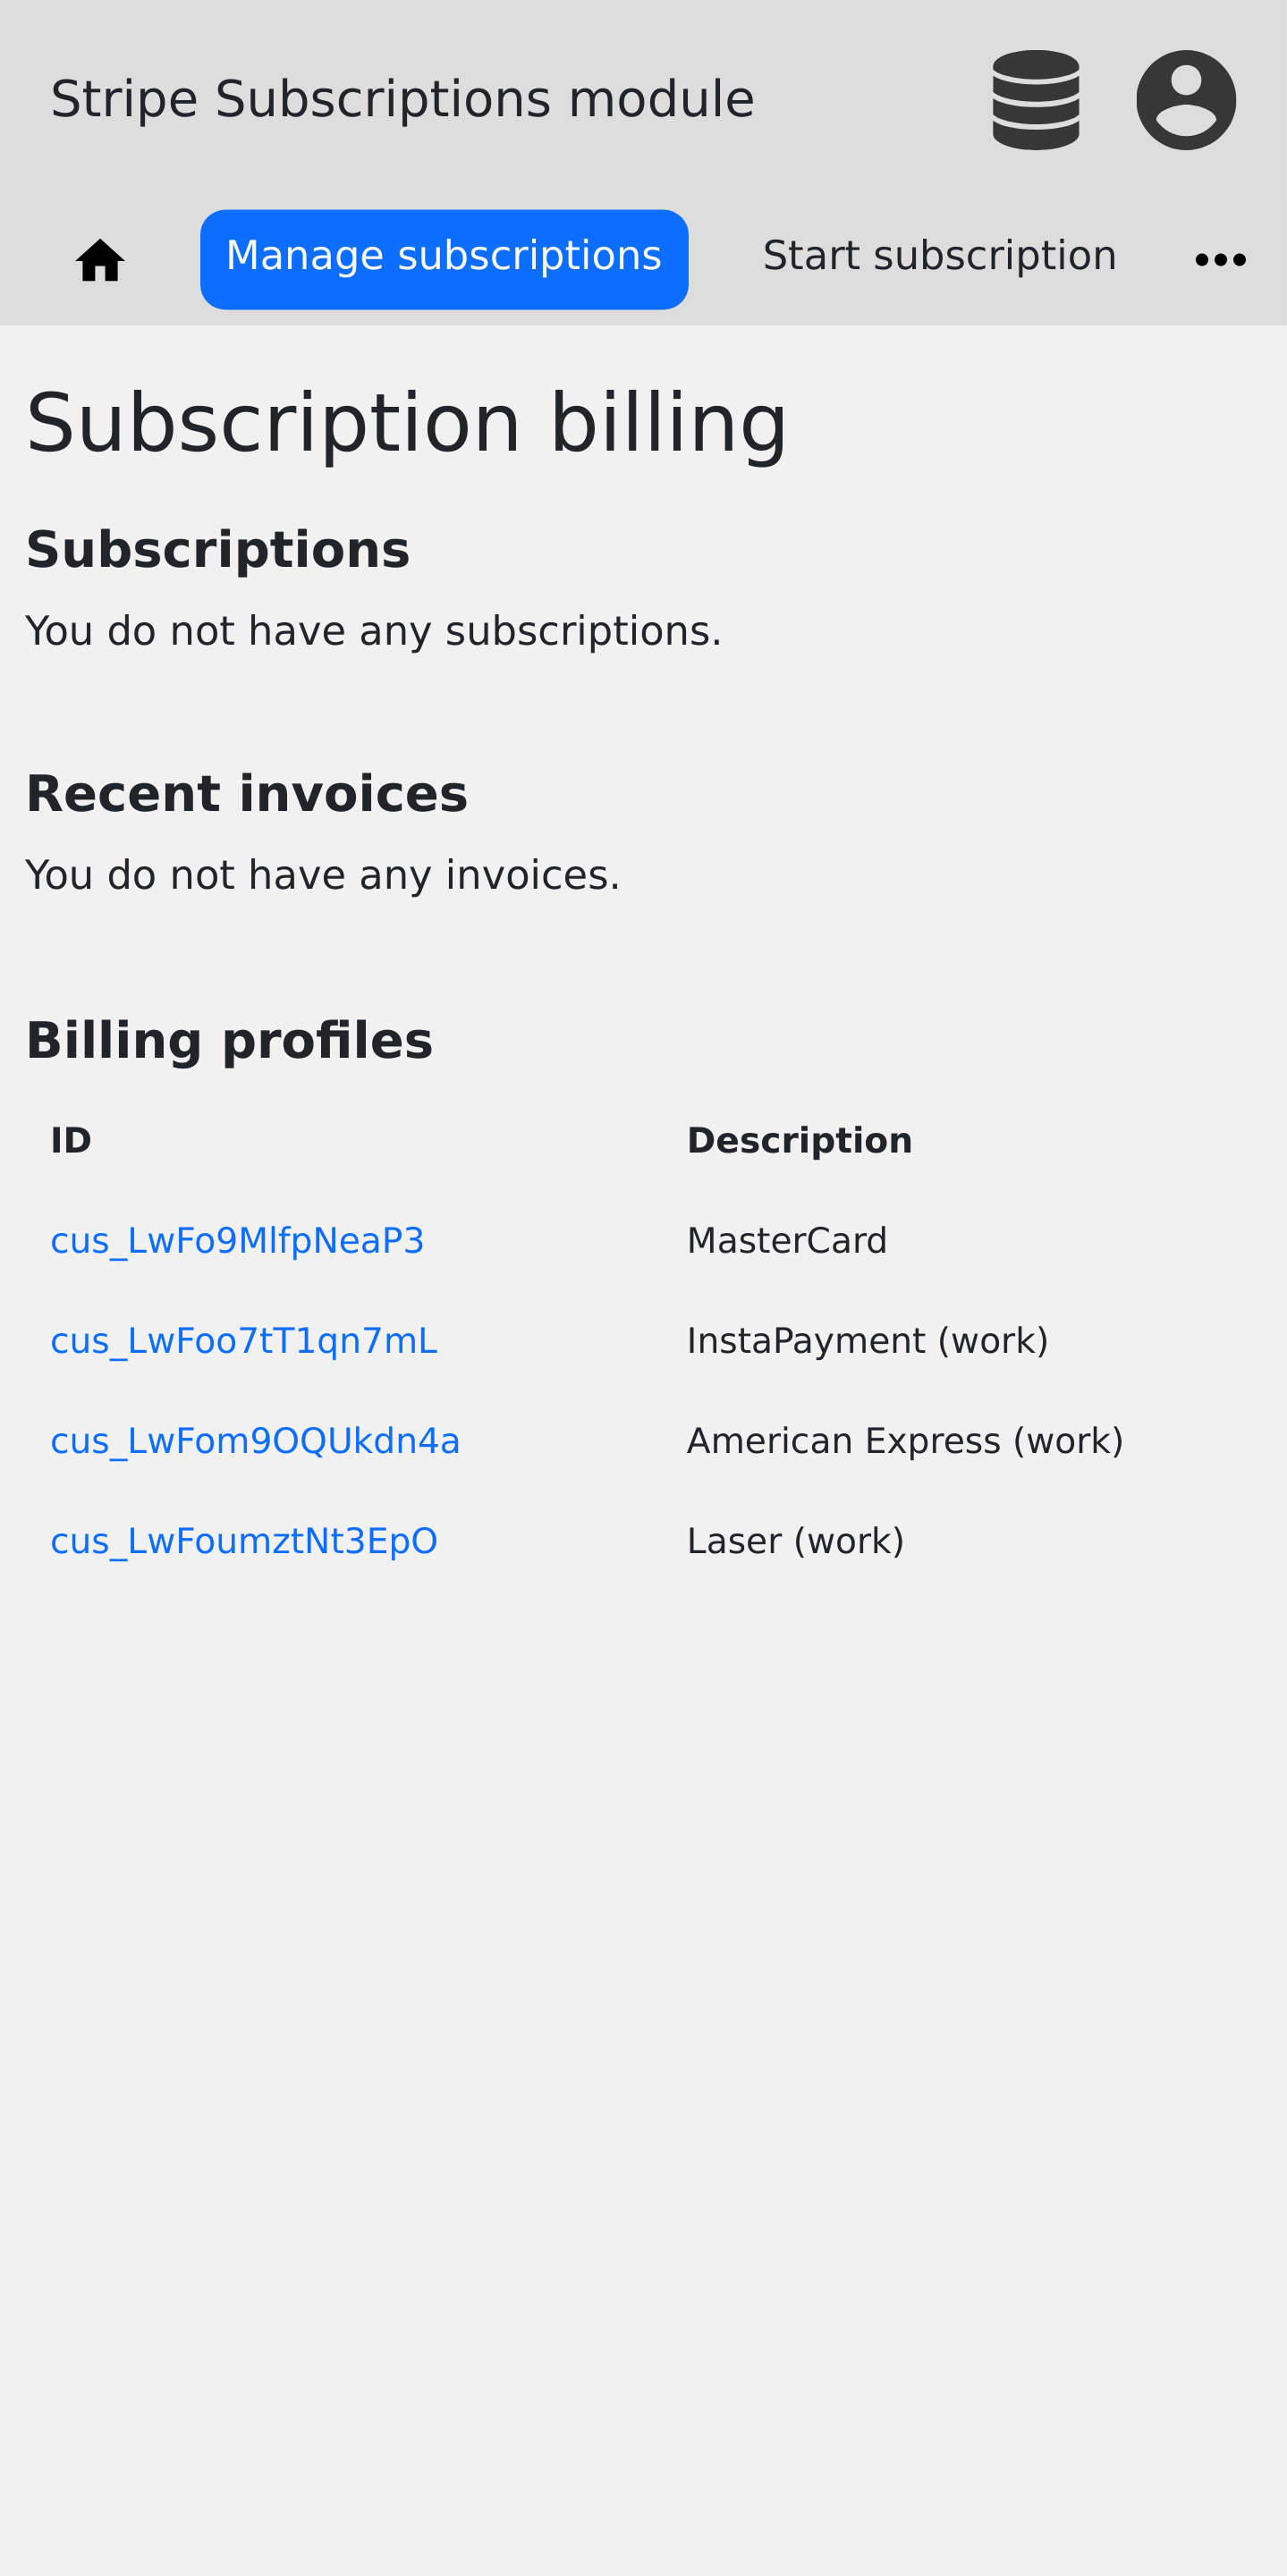 Stripe Subscriptions module
Manage subscriptions Start subscription
Subscription billing
Subscriptions
You do not have any subscriptions.
Recent invoices
You do not have any invoices.
Billing profiles
ID Description
cus_LwFo9MlfpNeaP3 MasterCard
cus_LwFoo7tT1qn7mL InstaPayment (work)
cus_LwFom9OQUkdn4a American Express (work)
cus_LwFoumztNt3EpO Laser (work)